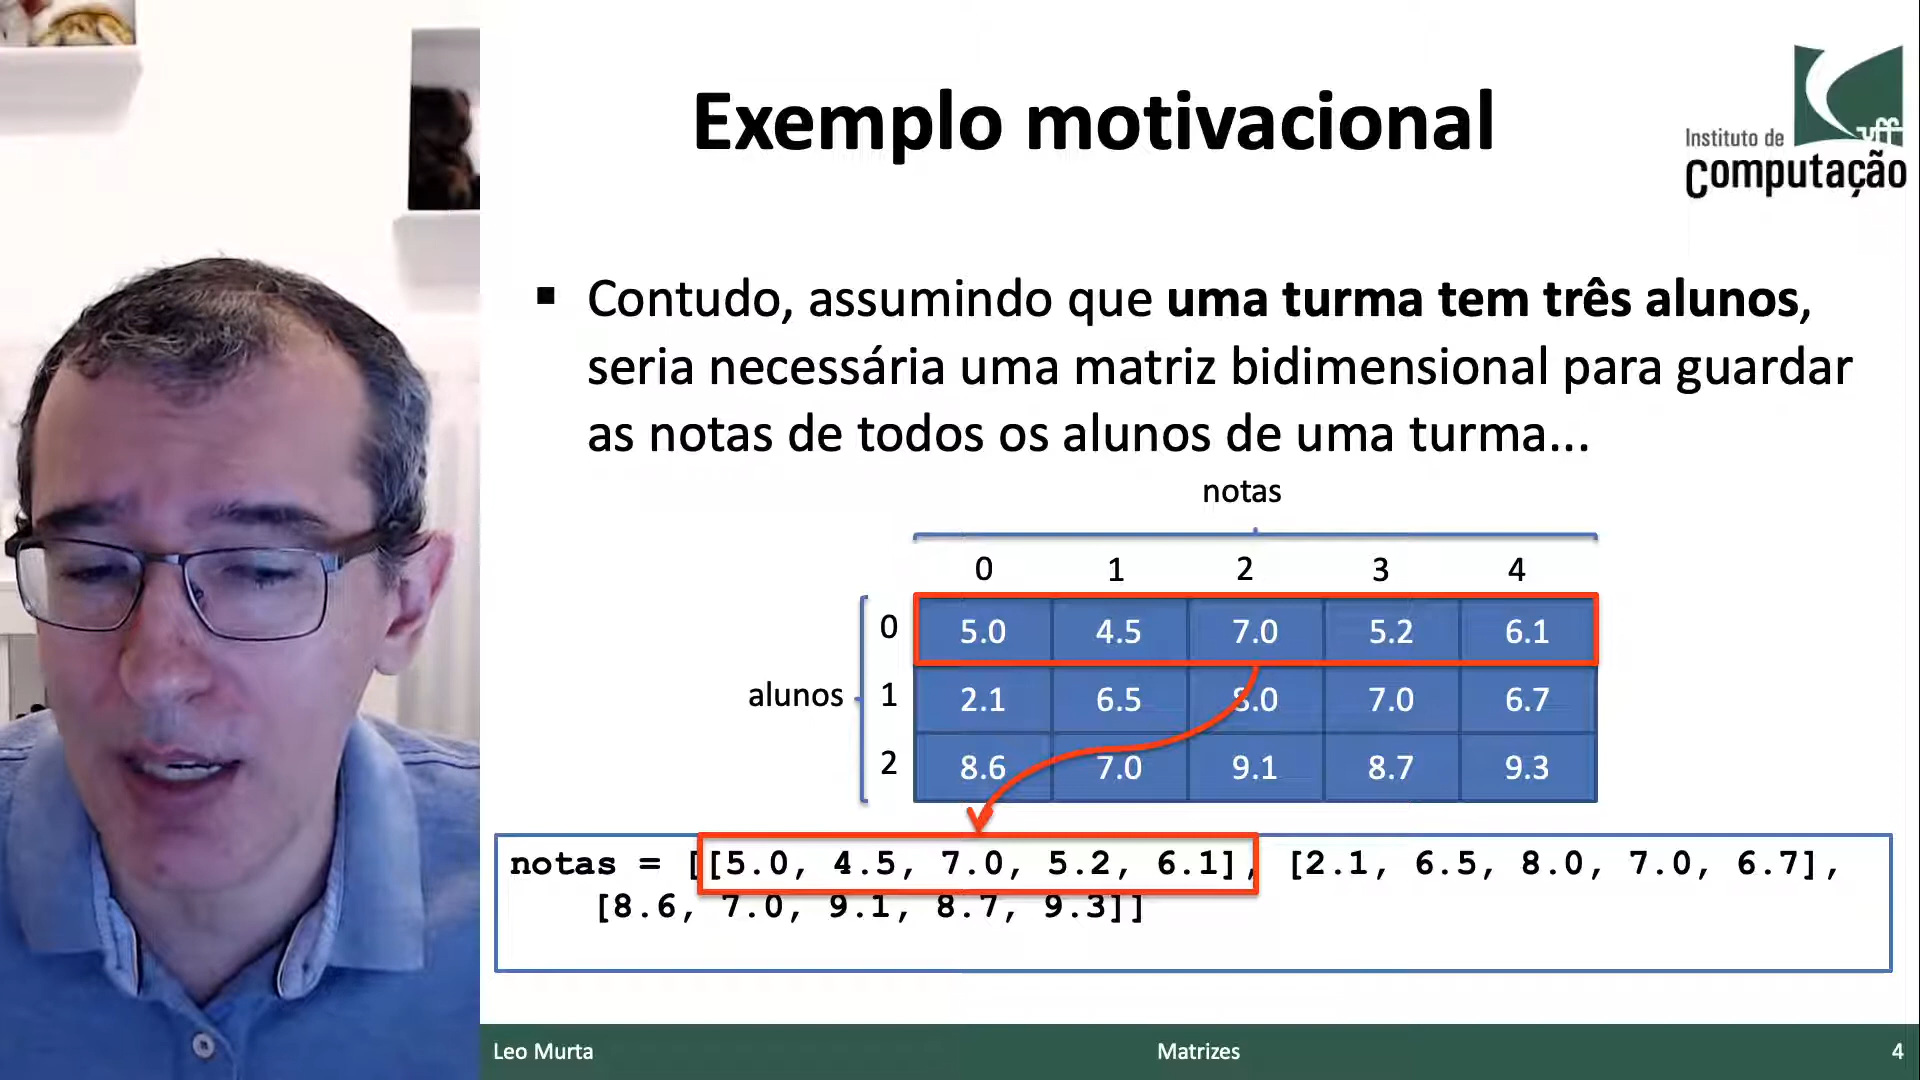 Exemplo motivacional
Instituto de
uff
Computação
▪ Contudo, assumindo que uma turma tem três alunos,
seria necessária uma matriz bidimensional para guardar
as notas de todos os alunos de uma turma...
notas
0 1 2 3 4
0 5.0 4.5 7.0 5.2 6.1
alunos 1 2.1 6.5 8.0 7.0 6.7
2 8.6 7.0 9.1 8.7 9.3
notas = [[5.0, 4.5, 7.0, 5.2, 6.1], [2.1, 6.5, 8.0, 7.0, 6.7],
[8.6, 7.0, 9.1, 8.7, 9.3]]
Leo Murta Matrizes 4